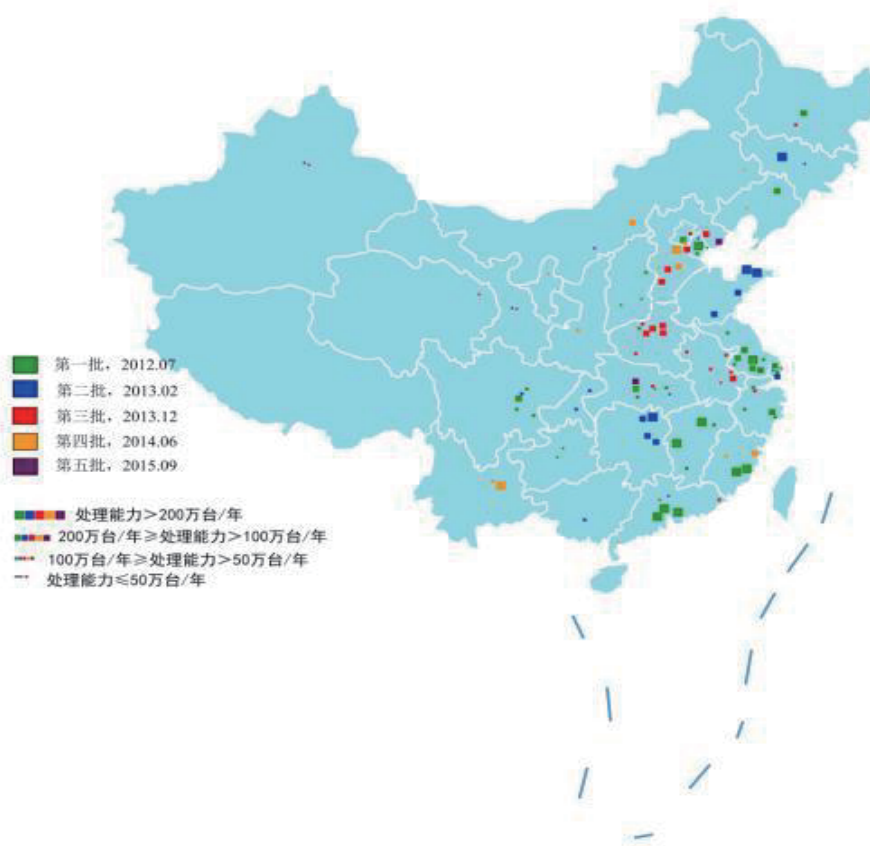 第一批，2012.07
第二批，2013.02
第三批，2013.12
第四批，2014.06
第五批，2015.09
处理能力>200万台/年
200万台/年≥处理能力>100万台/年
100万台/年≥处理能力>50万台/年
处理能力≤50万台/年